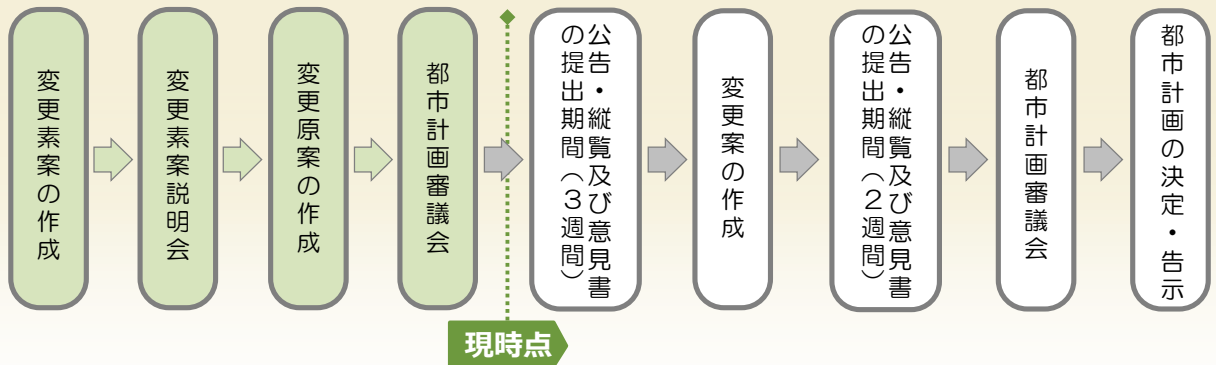 変更素案の作成
変更素案説明会
変更原案の作成
都市計画審議会
公告・縦覧及び意見書
の提出期間（３週間）
変更案の作成
公告・縦覧及び意見書
の提出期間（２週間）
都市計画審議会
都市計画の決定・告示
現時点